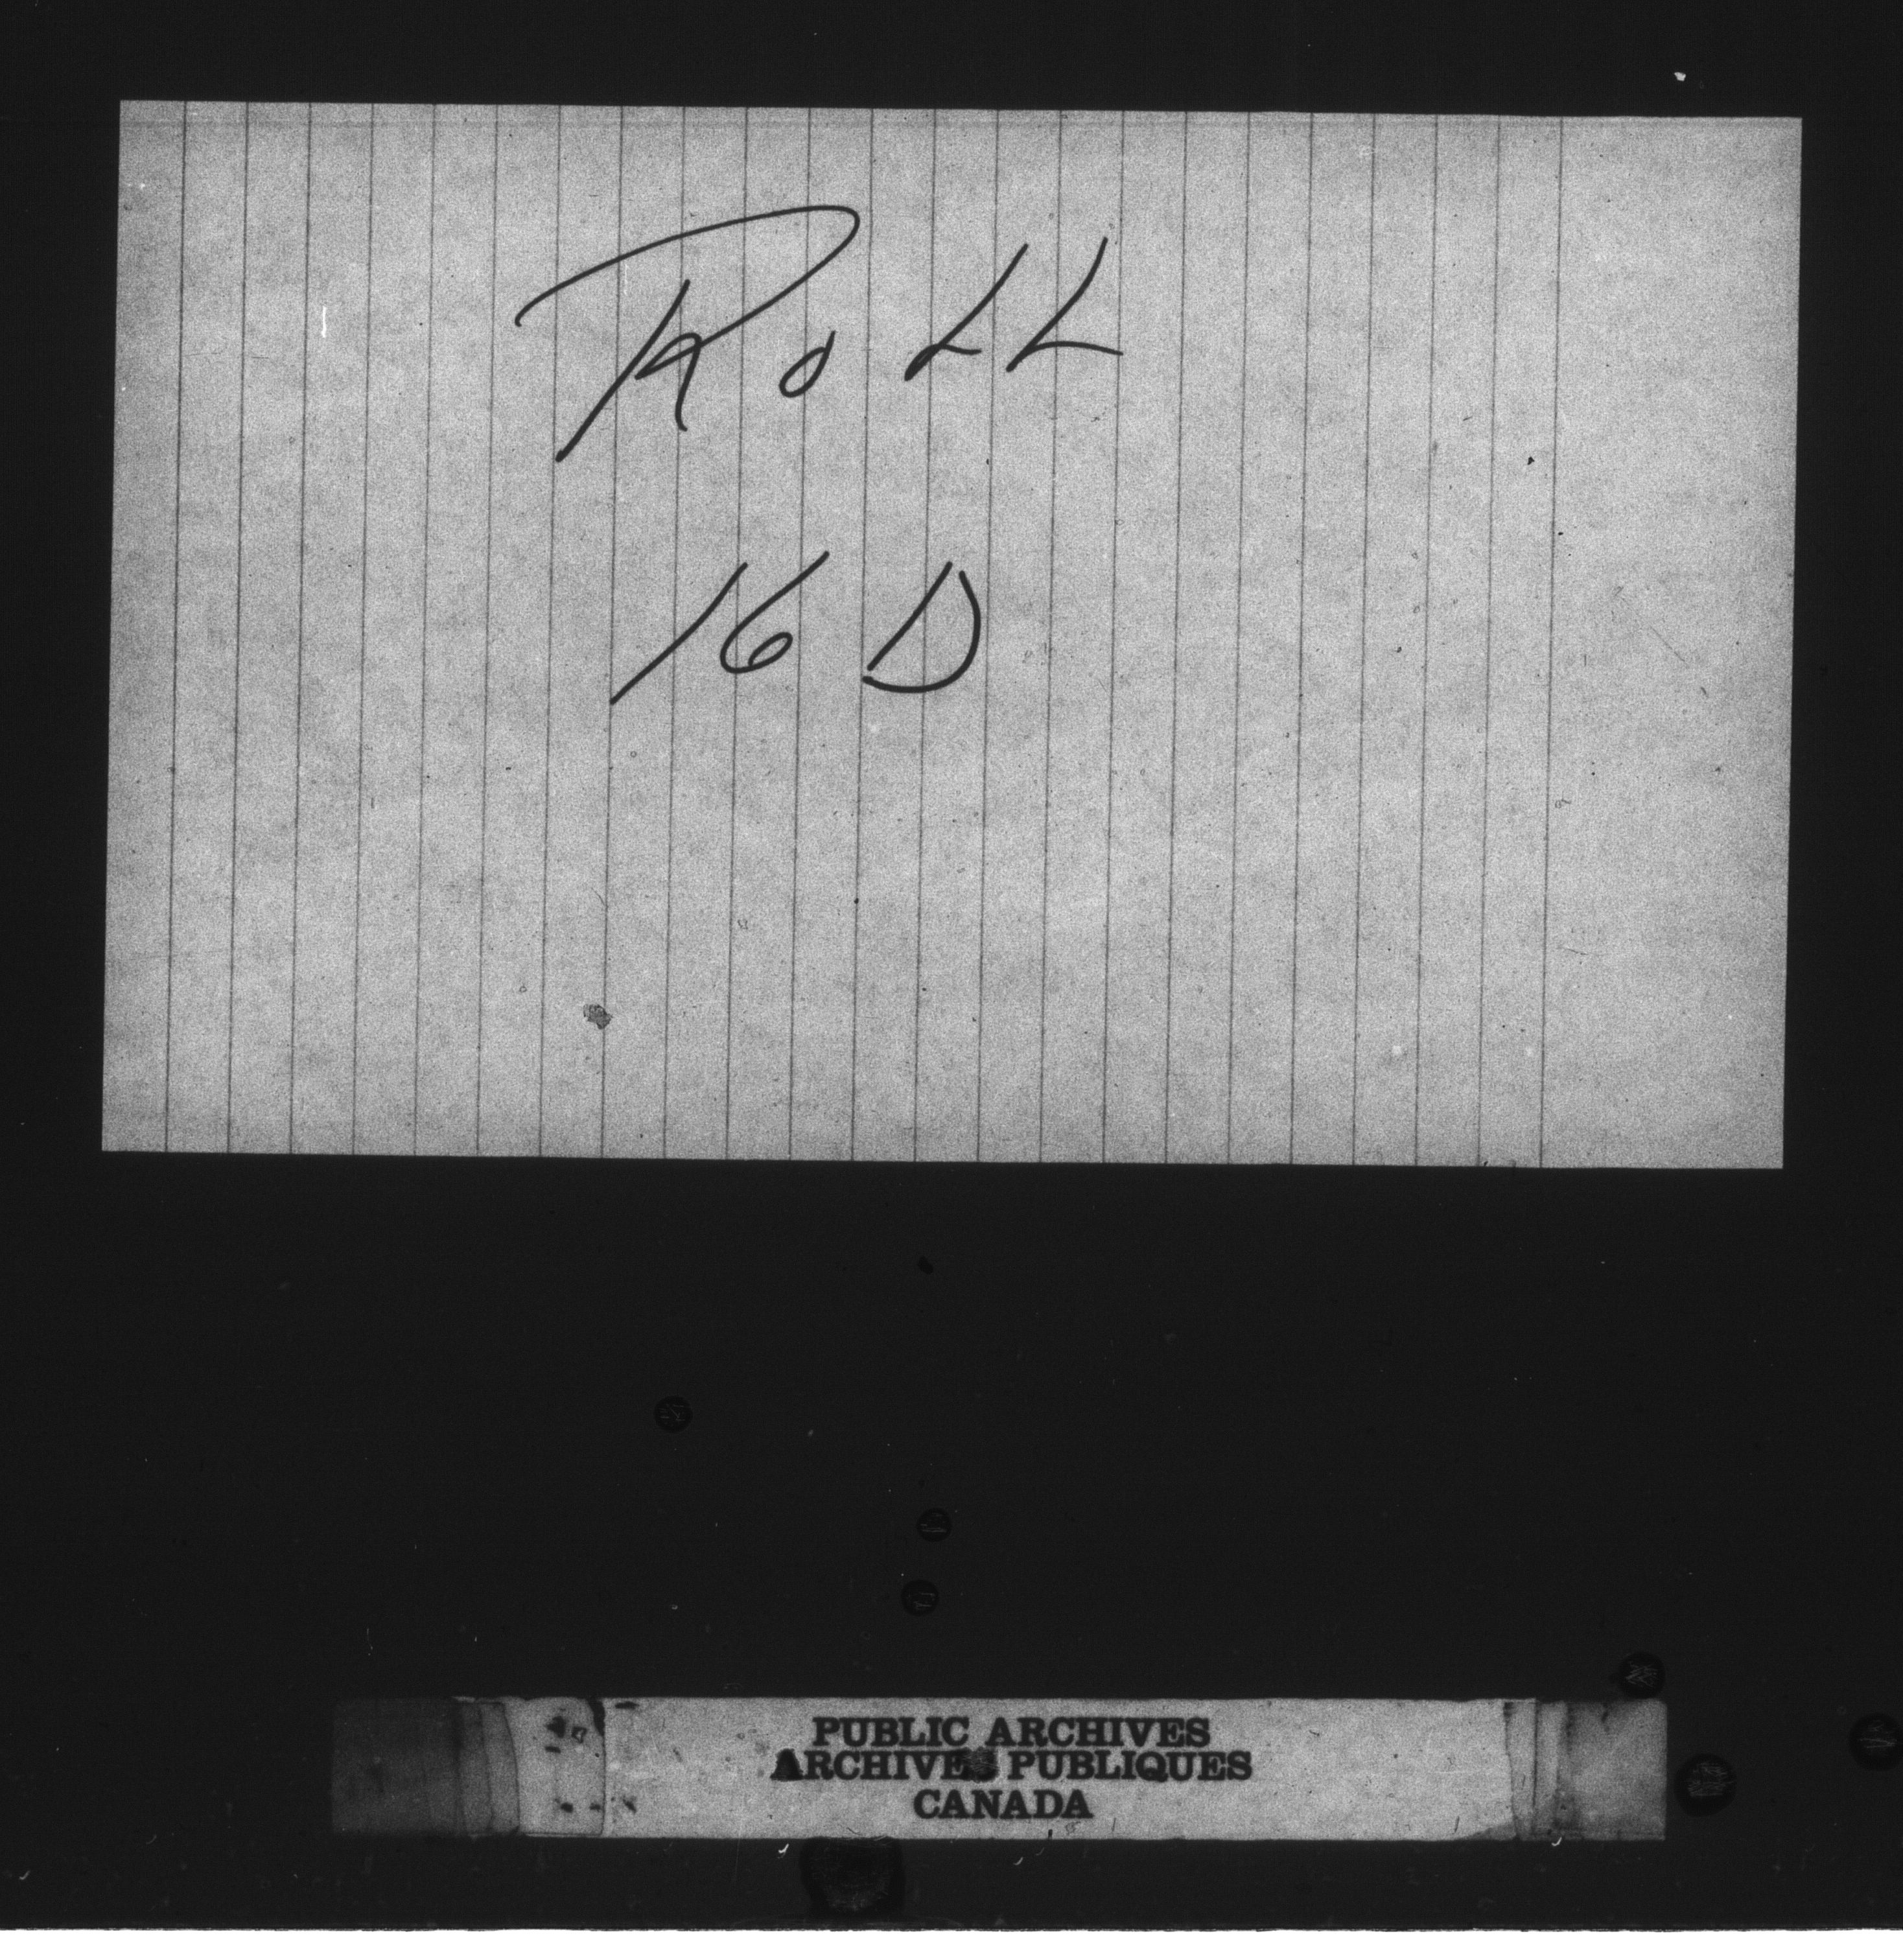 RoLL
16 D
PUBLIC ARCHIVES
ARCHIVES PUBLIQUES
CANADA